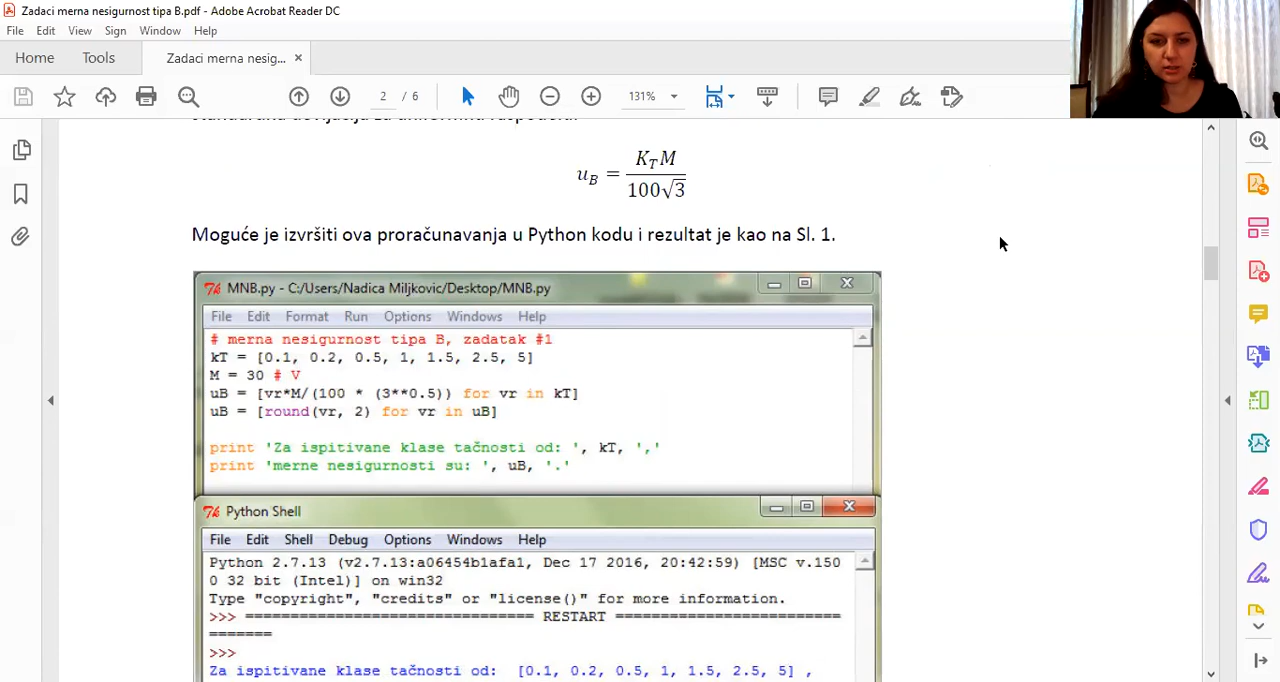 Zadaci merna nesigurnost tipa B.pdf - Adobe Acrobat Reader DC
File Edit View Sign Window Help
Home Tools Zadaci merna nesig... ×
2 / 6 131%
u_B = K_T M / 100√3
Moguće je izvršiti ova proračunavanja u Python kodu i rezultat je kao na Sl. 1.
MNB.py - C:/Users/Nadica Miljkovic/Desktop/MNB.py
File Edit Format Run Options Windows Help
# merna nesigurnost tipa B, zadatak #1
kT = [0.1, 0.2, 0.5, 1, 1.5, 2.5, 5]
M = 30 # V
uB = [vr*M/(100 * (3**0.5)) for vr in kT]
uB = [round(vr, 2) for vr in uB]
print 'Za ispitivane klase tačnosti od: ', kT, ','
print 'merne nesigurnosti su: ', uB, '.'
Python Shell
File Edit Shell Debug Options Windows Help
Python 2.7.13 (v2.7.13:a06454b1afa1, Dec 17 2016, 20:42:59) [MSC v.150
0 32 bit (Intel)] on win32
Type "copyright", "credits" or "license()" for more information.
>>> ================================ RESTART ============================
=======
>>>
Za ispitivane klase tačnosti od:  [0.1, 0.2, 0.5, 1, 1.5, 2.5, 5] ,